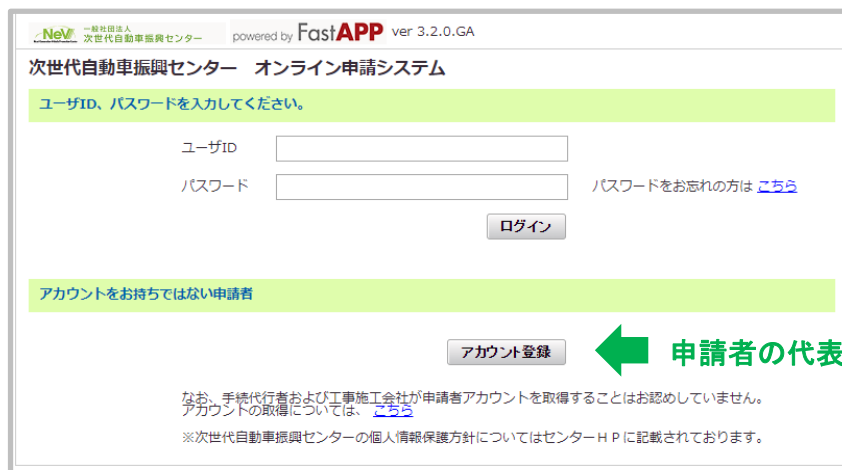 NeV 一般社団法人
次世代自動車振興センター powered by FastAPP ver 3.2.0.GA
次世代自動車振興センター オンライン申請システム
ユーザID、パスワードを入力してください。
ユーザID
パスワード パスワードをお忘れの方は こちら
ログイン
アカウントをお持ちではない申請者
アカウント登録 申請者の代表
なお、手続代行者および工事施工会社が申請者アカウントを取得することはお認めしていません。
アカウントの取得については、 こちら
※次世代自動車振興センターの個人情報保護方針についてはセンターＨＰに記載されております。